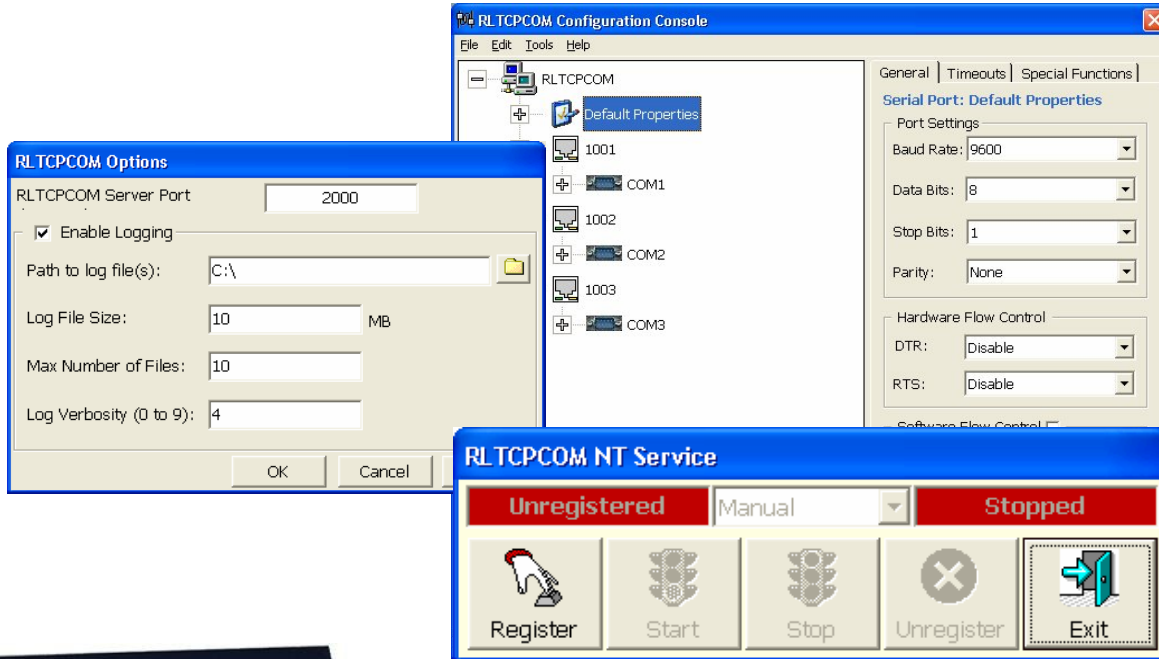 RLTCPCOM Configuration Console
File Edit Tools Help
RLTCPCOM
Default Properties
1001
COM1
1002
COM2
1003
COM3
General Timeouts Special Functions
Serial Port: Default Properties
Port Settings
Baud Rate: 9600
Data Bits: 8
Stop Bits: 1
Parity: None
Hardware Flow Control
DTR: Disable
RTS: Disable
Software Flow Control
RLTCPCOM Options
RLTCPCOM Server Port 2000
Enable Logging
Path to log file(s): C:\
Log File Size: 10 MB
Max Number of Files: 10
Log Verbosity (0 to 9): 4
OK Cancel
RLTCPCOM NT Service
Unregistered Manual Stopped
Register Start Stop Unregister Exit